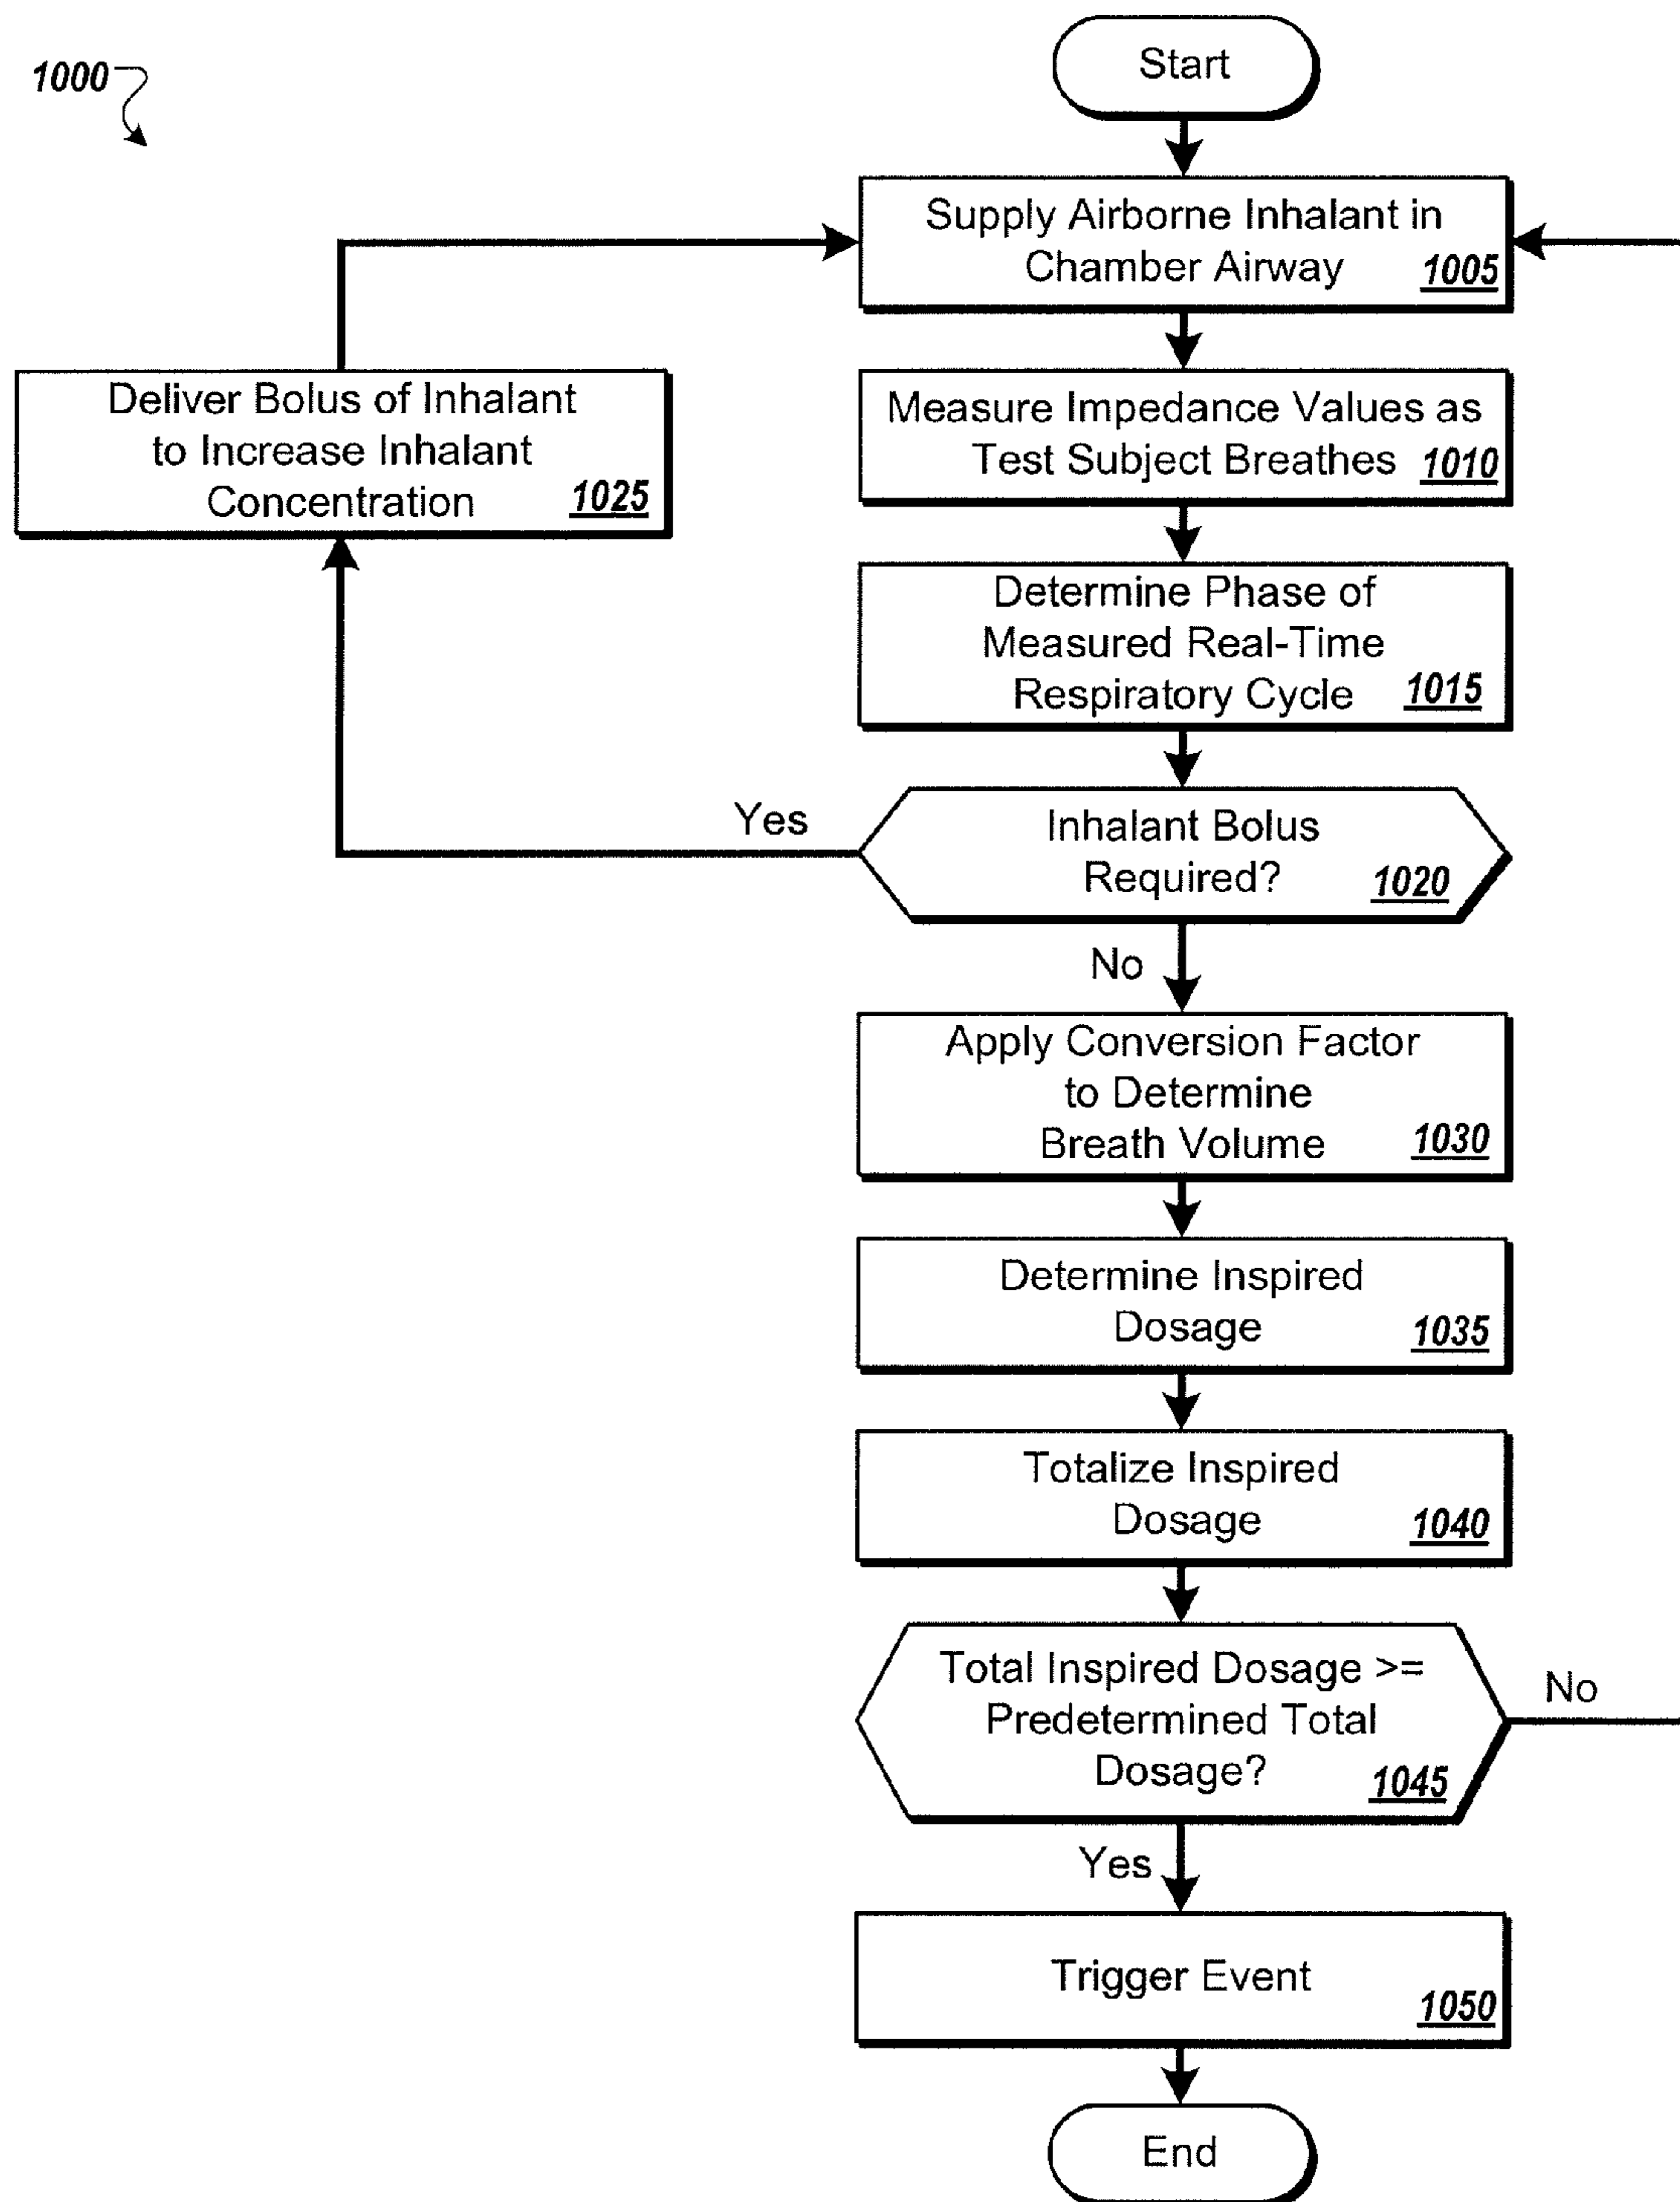 1000
Start
Supply Airborne Inhalant in
Chamber Airway 1005
Deliver Bolus of Inhalant
to Increase Inhalant
Concentration 1025
Measure Impedance Values as
Test Subject Breathes 1010
Determine Phase of
Measured Real-Time
Respiratory Cycle 1015
Yes
Inhalant Bolus
Required? 1020
No
Apply Conversion Factor
to Determine
Breath Volume 1030
Determine Inspired
Dosage 1035
Totalize Inspired
Dosage 1040
Total Inspired Dosage >=
Predetermined Total
Dosage? 1045
No
Yes
Trigger Event
1050
End